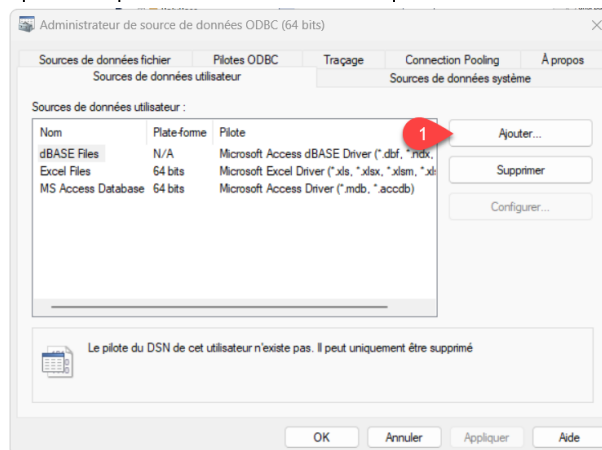 Administrateur de source de données ODBC (64 bits)
Sources de données fichier Pilotes ODBC Traçage Connection Pooling À propos
Sources de données utilisateur Sources de données système
Sources de données utilisateur :
Nom Plate-forme Pilote
1 Ajouter...
dBASE Files N/A Microsoft Access dBASE Driver (*.dbf, *.ndx,
Excel Files 64 bits Microsoft Excel Driver (*.xls, *.xlsx, *.xlsm, *.xl
Supprimer
MS Access Database 64 bits Microsoft Access Driver (*.mdb, *.accdb)
Configurer...
Le pilote du DSN de cet utilisateur n'existe pas. Il peut uniquement être supprimé
OK Annuler Appliquer Aide